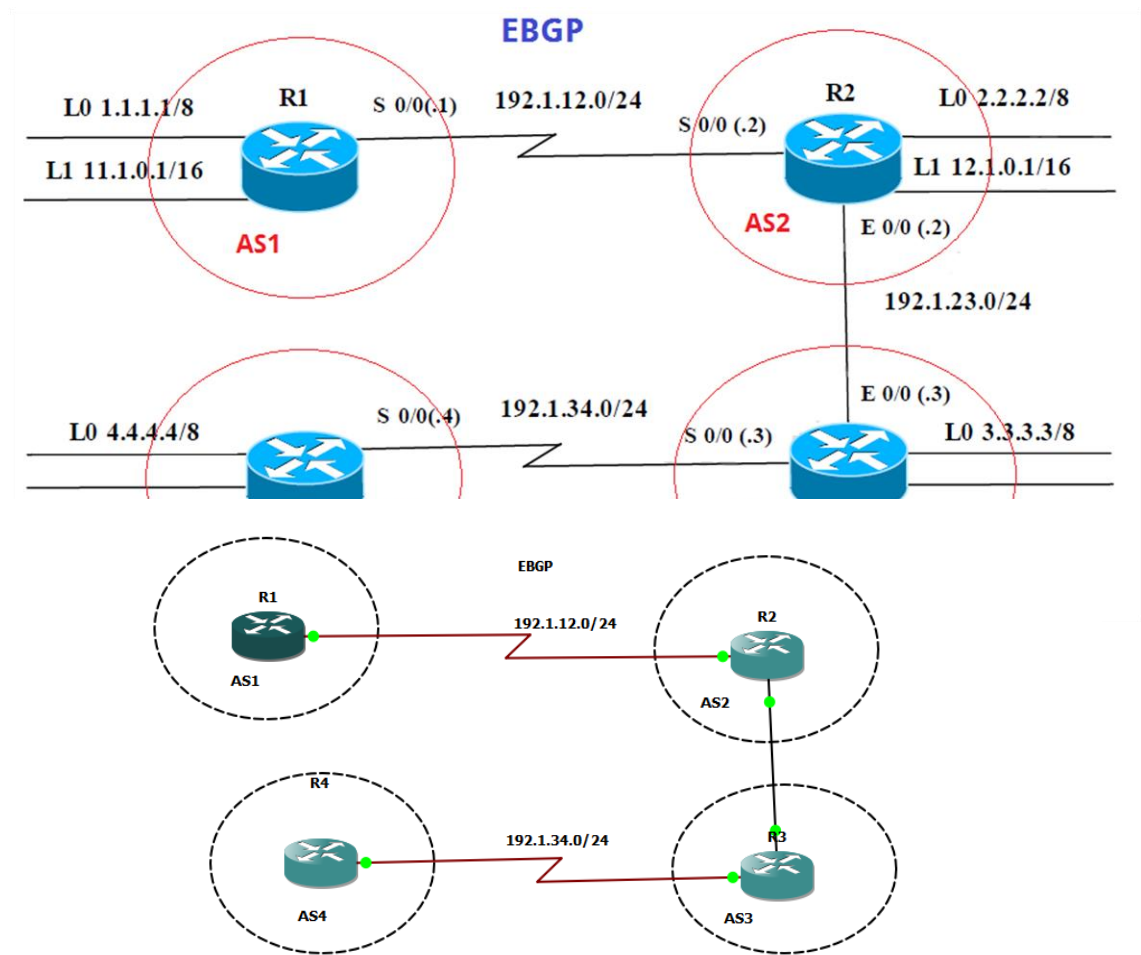 EBGP
L0 1.1.1.1/8
R1
S 0/0(.1)
192.1.12.0/24
R2
L0 2.2.2.2/8
S 0/0 (.2)
L1 11.1.0.1/16
L1 12.1.0.1/16
AS1
AS2
E 0/0 (.2)
192.1.23.0/24
E 0/0 (.3)
L0 4.4.4.4/8
S 0/0(.4)
192.1.34.0/24
S 0/0 (.3)
L0 3.3.3.3/8
EBGP
R1
192.1.12.0/24
R2
AS1
AS2
R4
192.1.34.0/24
R3
AS4
AS3